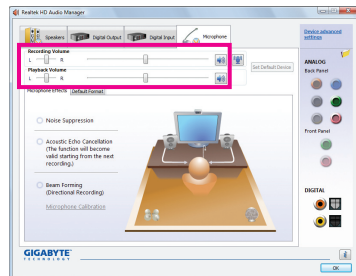 Realtek HD Audio Manager
Speakers
Digital Output
Digital Input
Microphone
Device advanced
settings
Recording Volume
L
R
Set Default Device
Playback Volume
L
R
ANALOG
Back Panel
Microphone Effects
Default Format
Noise Suppression
Acoustic Echo Cancellation
(The function will become
valid starting from the next
recording.)
Front Panel
Beam Forming
(Directional Recording)
Microphone Calibration
DIGITAL
GIGABYTE
TECHNOLOGY
i
OK